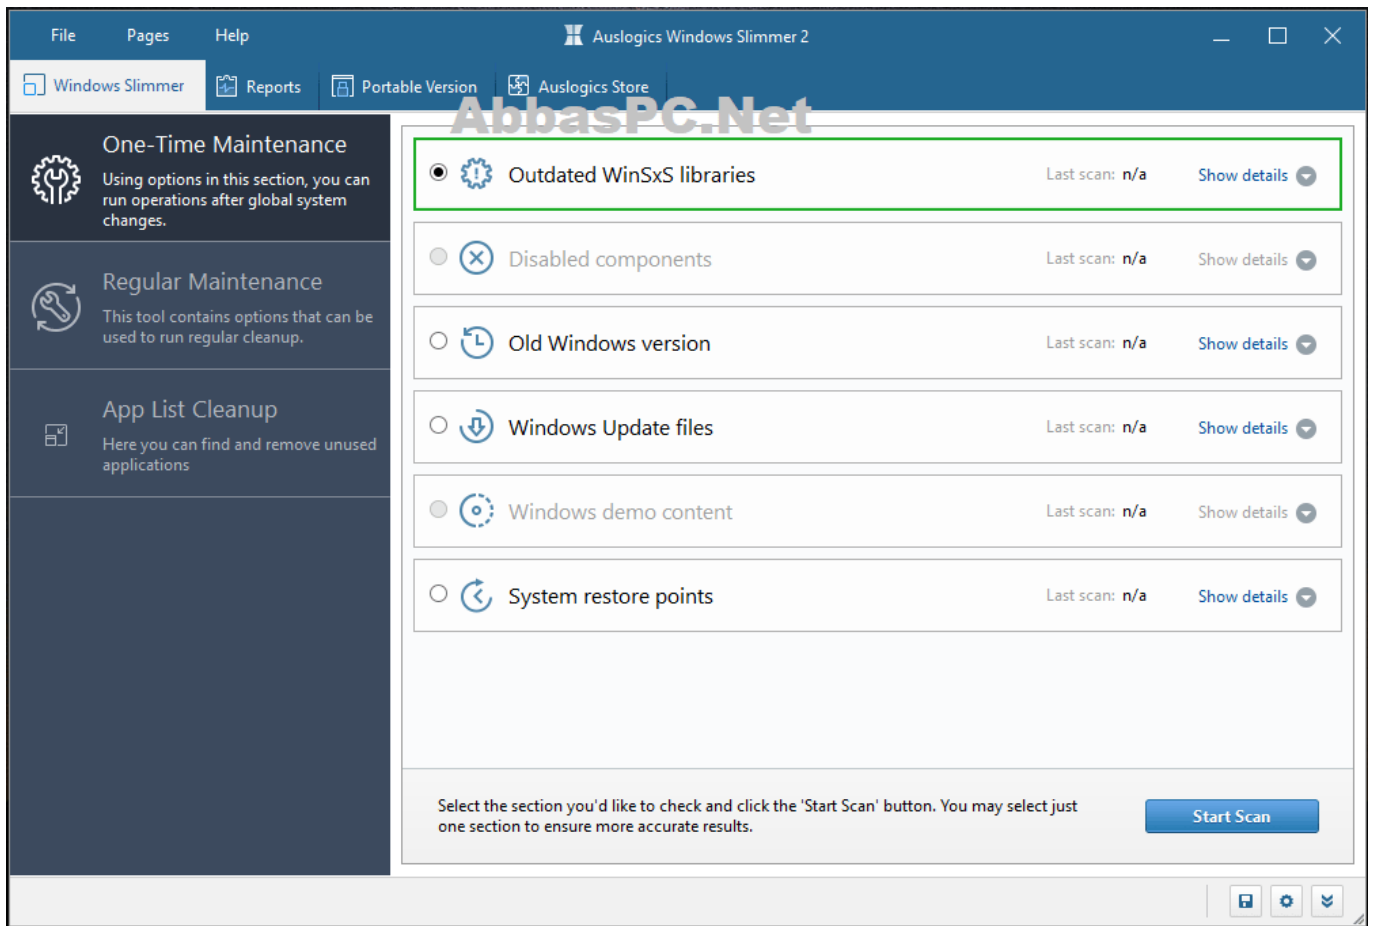 File Pages Help Auslogics Windows Slimmer 2
Windows Slimmer Reports Portable Version Auslogics Store
AbbasPC.Net
One-Time Maintenance
Using options in this section, you can
run operations after global system
changes.
Regular Maintenance
This tool contains options that can be
used to run regular cleanup.
App List Cleanup
Here you can find and remove unused
applications
Outdated WinSxS libraries Last scan: n/a Show details
Disabled components Last scan: n/a Show details
Old Windows version Last scan: n/a Show details
Windows Update files Last scan: n/a Show details
Windows demo content Last scan: n/a Show details
System restore points Last scan: n/a Show details
Select the section you'd like to check and click the 'Start Scan' button. You may select just
one section to ensure more accurate results.
Start Scan